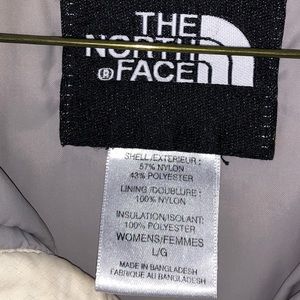 THE
NORTH
® FACE
SHELL/EXTERIEUR :
57% NYLON
43% POLYESTER
LINING/DOUBLURE :
100% NYLON
INSULATION/ISOLANT:
100% POLYESTER
WOMENS/FEMMES
L/G
MADE IN BANGLADESH
FABRIQUE AU BANGLADESH